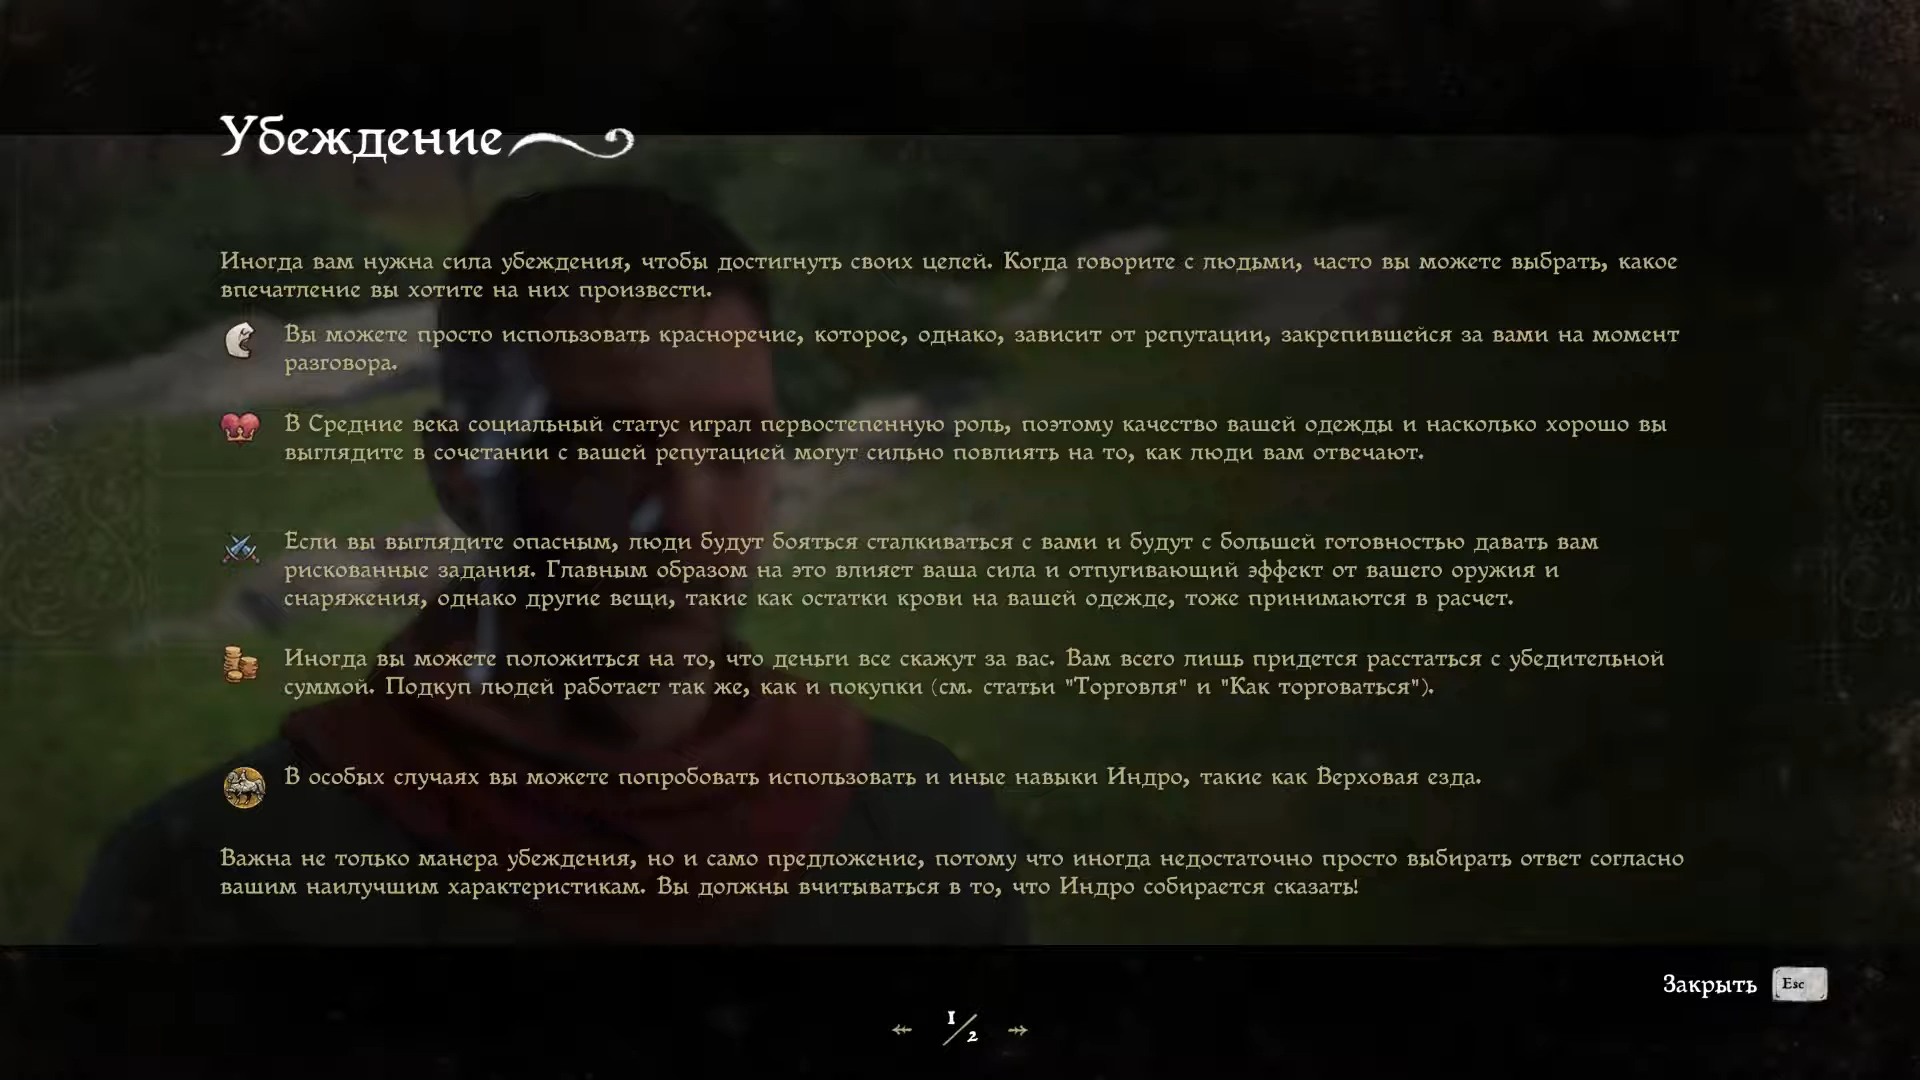 Убеждение
Иногда вам нужна сила убеждения, чтобы достигнуть своих целей. Когда говорите с людьми, часто вы можете выбрать, какое
впечатление вы хотите на них произвести.
Вы можете просто использовать красноречие, которое, однако, зависит от репутации, закрепившейся за вами на момент
разговора.
В Средние века социальный статус играл первостепенную роль, поэтому качество вашей одежды и насколько хорошо вы
выглядите в сочетании с вашей репутацией могут сильно повлиять на то, как люди вам отвечают.
Если вы выглядите опасным, люди будут бояться сталкиваться с вами и будут с большей готовностью давать вам
рискованные задания. Главным образом на это влияет ваша сила и отпугивающий эффект от вашего оружия и
снаряжения, однако другие вещи, такие как остатки крови на вашей одежде, тоже принимаются в расчет.
Иногда вы можете положиться на то, что деньги все скажут за вас. Вам всего лишь придется расстаться с убедительной
суммой. Подкуп людей работает так же, как и покупки (см. статьи "Торговля" и "Как торговаться").
В особых случаях вы можете попробовать использовать и иные навыки Индро, такие как Верховая езда.
Важна не только манера убеждения, но и само предложение, потому что иногда недостаточно просто выбирать ответ согласно
вашим наилучшим характеристикам. Вы должны вчитываться в то, что Индро собирается сказать!
Закрыть Esc
1/2